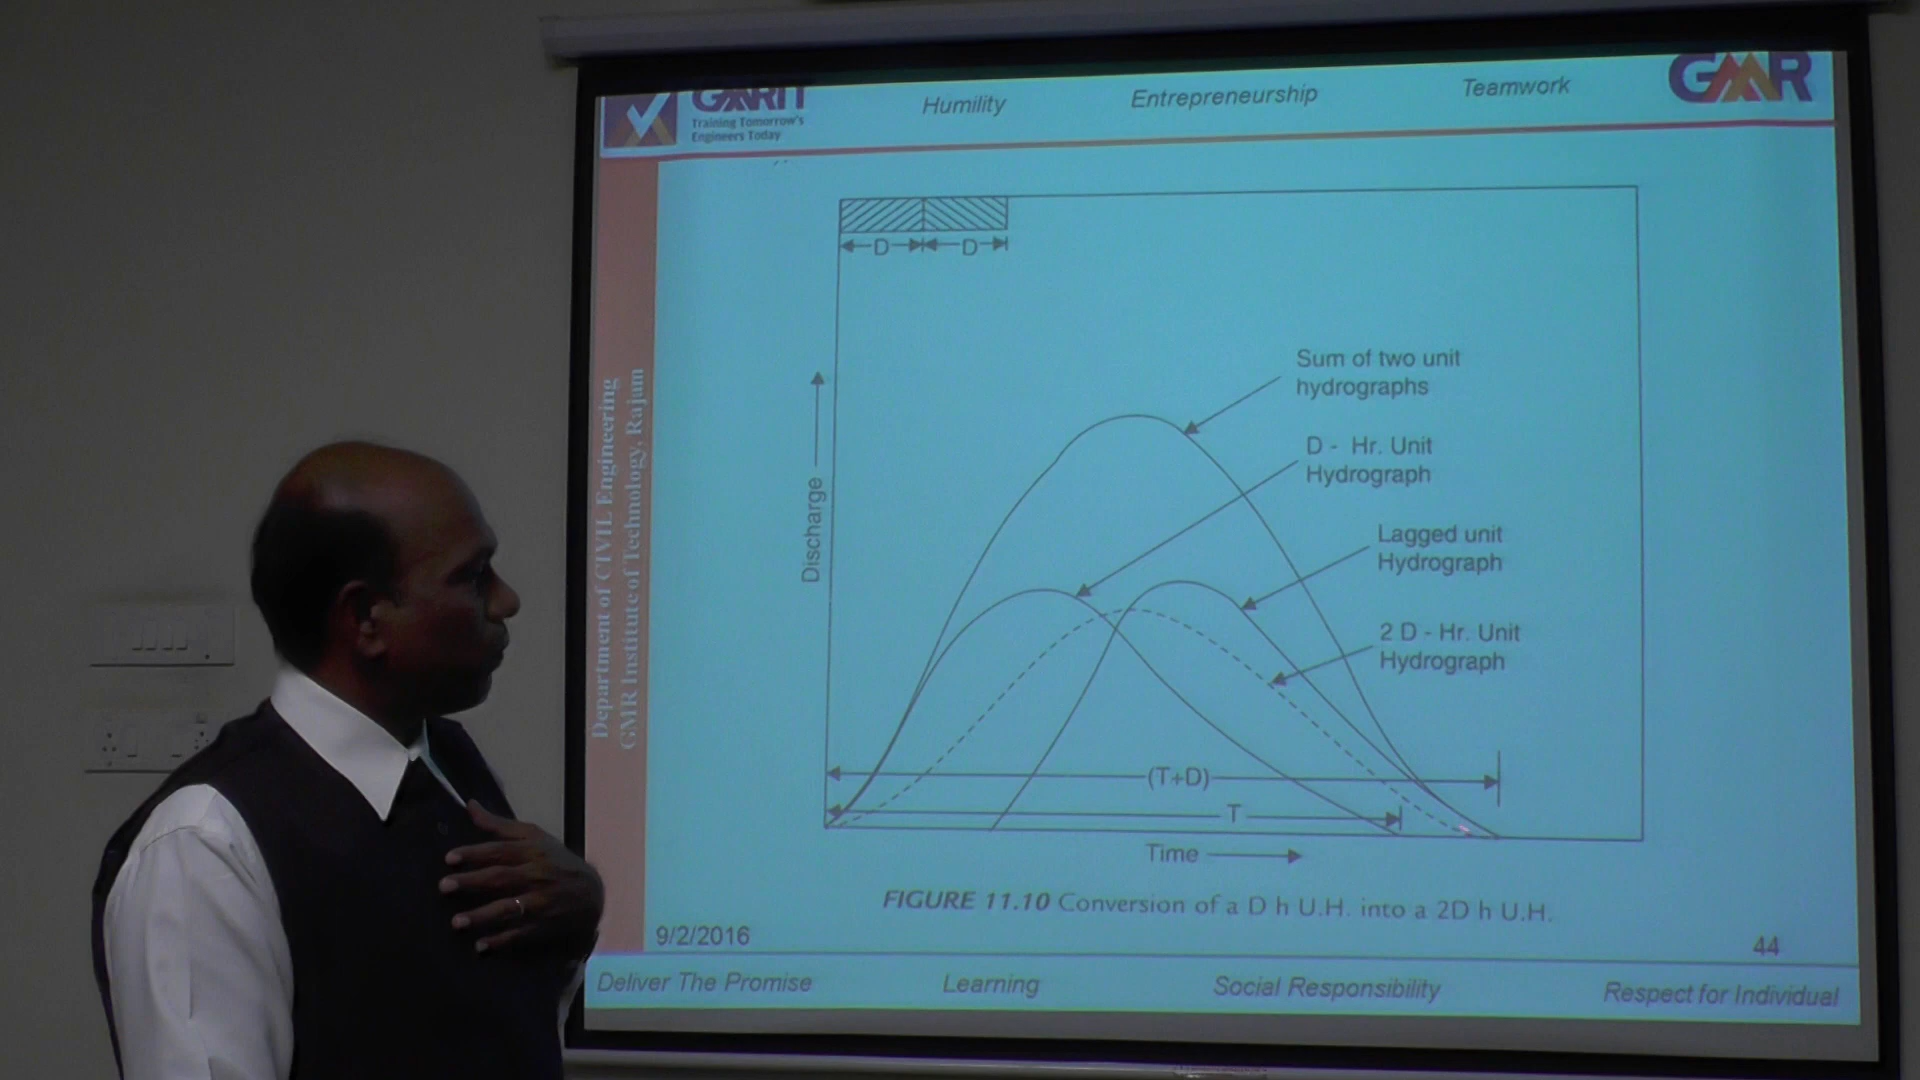 GMRIT
Training Tomorrow's
Engineers Today
Humility
Entrepreneurship
Teamwork
GMR
Department of CIVIL Engineering
GMR Institute of Technology, Rajam
D
D
Sum of two unit
hydrographs
D - Hr. Unit
Hydrograph
Lagged unit
Hydrograph
2 D - Hr. Unit
Hydrograph
Discharge
(T+D)
T
Time
FIGURE 11.10 Conversion of a D h U.H. into a 2D h U.H.
9/2/2016
44
Deliver The Promise
Learning
Social Responsibility
Respect for Individual